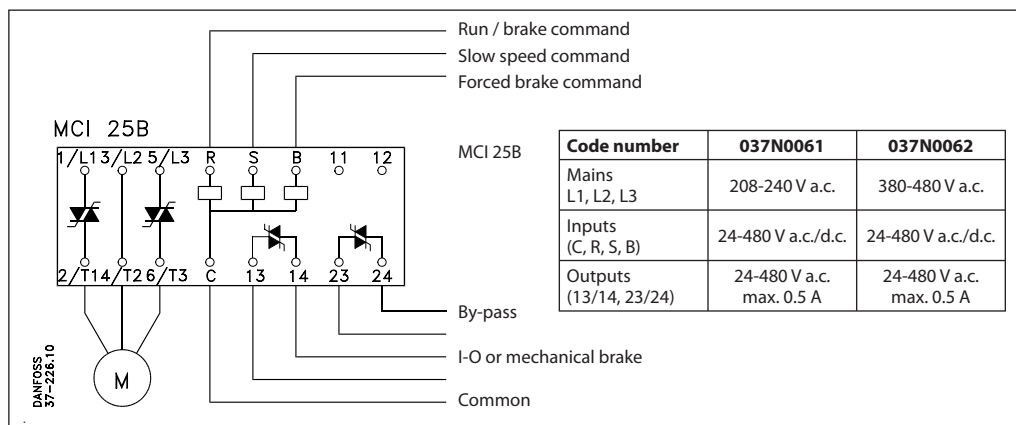 Run / brake command
Slow speed command
Forced brake command
MCI 25B
1/L1 3/L2 5/L3 R S B 11 12
2/T1 4/T2 6/T3 C 13 14 23 24
M
DANFOSS
37-226.10
By-pass
I-O or mechanical brake
Common
MCI 25B
Code number 037N0061 037N0062
Mains
L1, L2, L3 208-240 V a.c. 380-480 V a.c.
Inputs
(C, R, S, B) 24-480 V a.c./d.c. 24-480 V a.c./d.c.
Outputs
(13/14, 23/24) 24-480 V a.c.
max. 0.5 A 24-480 V a.c.
max. 0.5 A